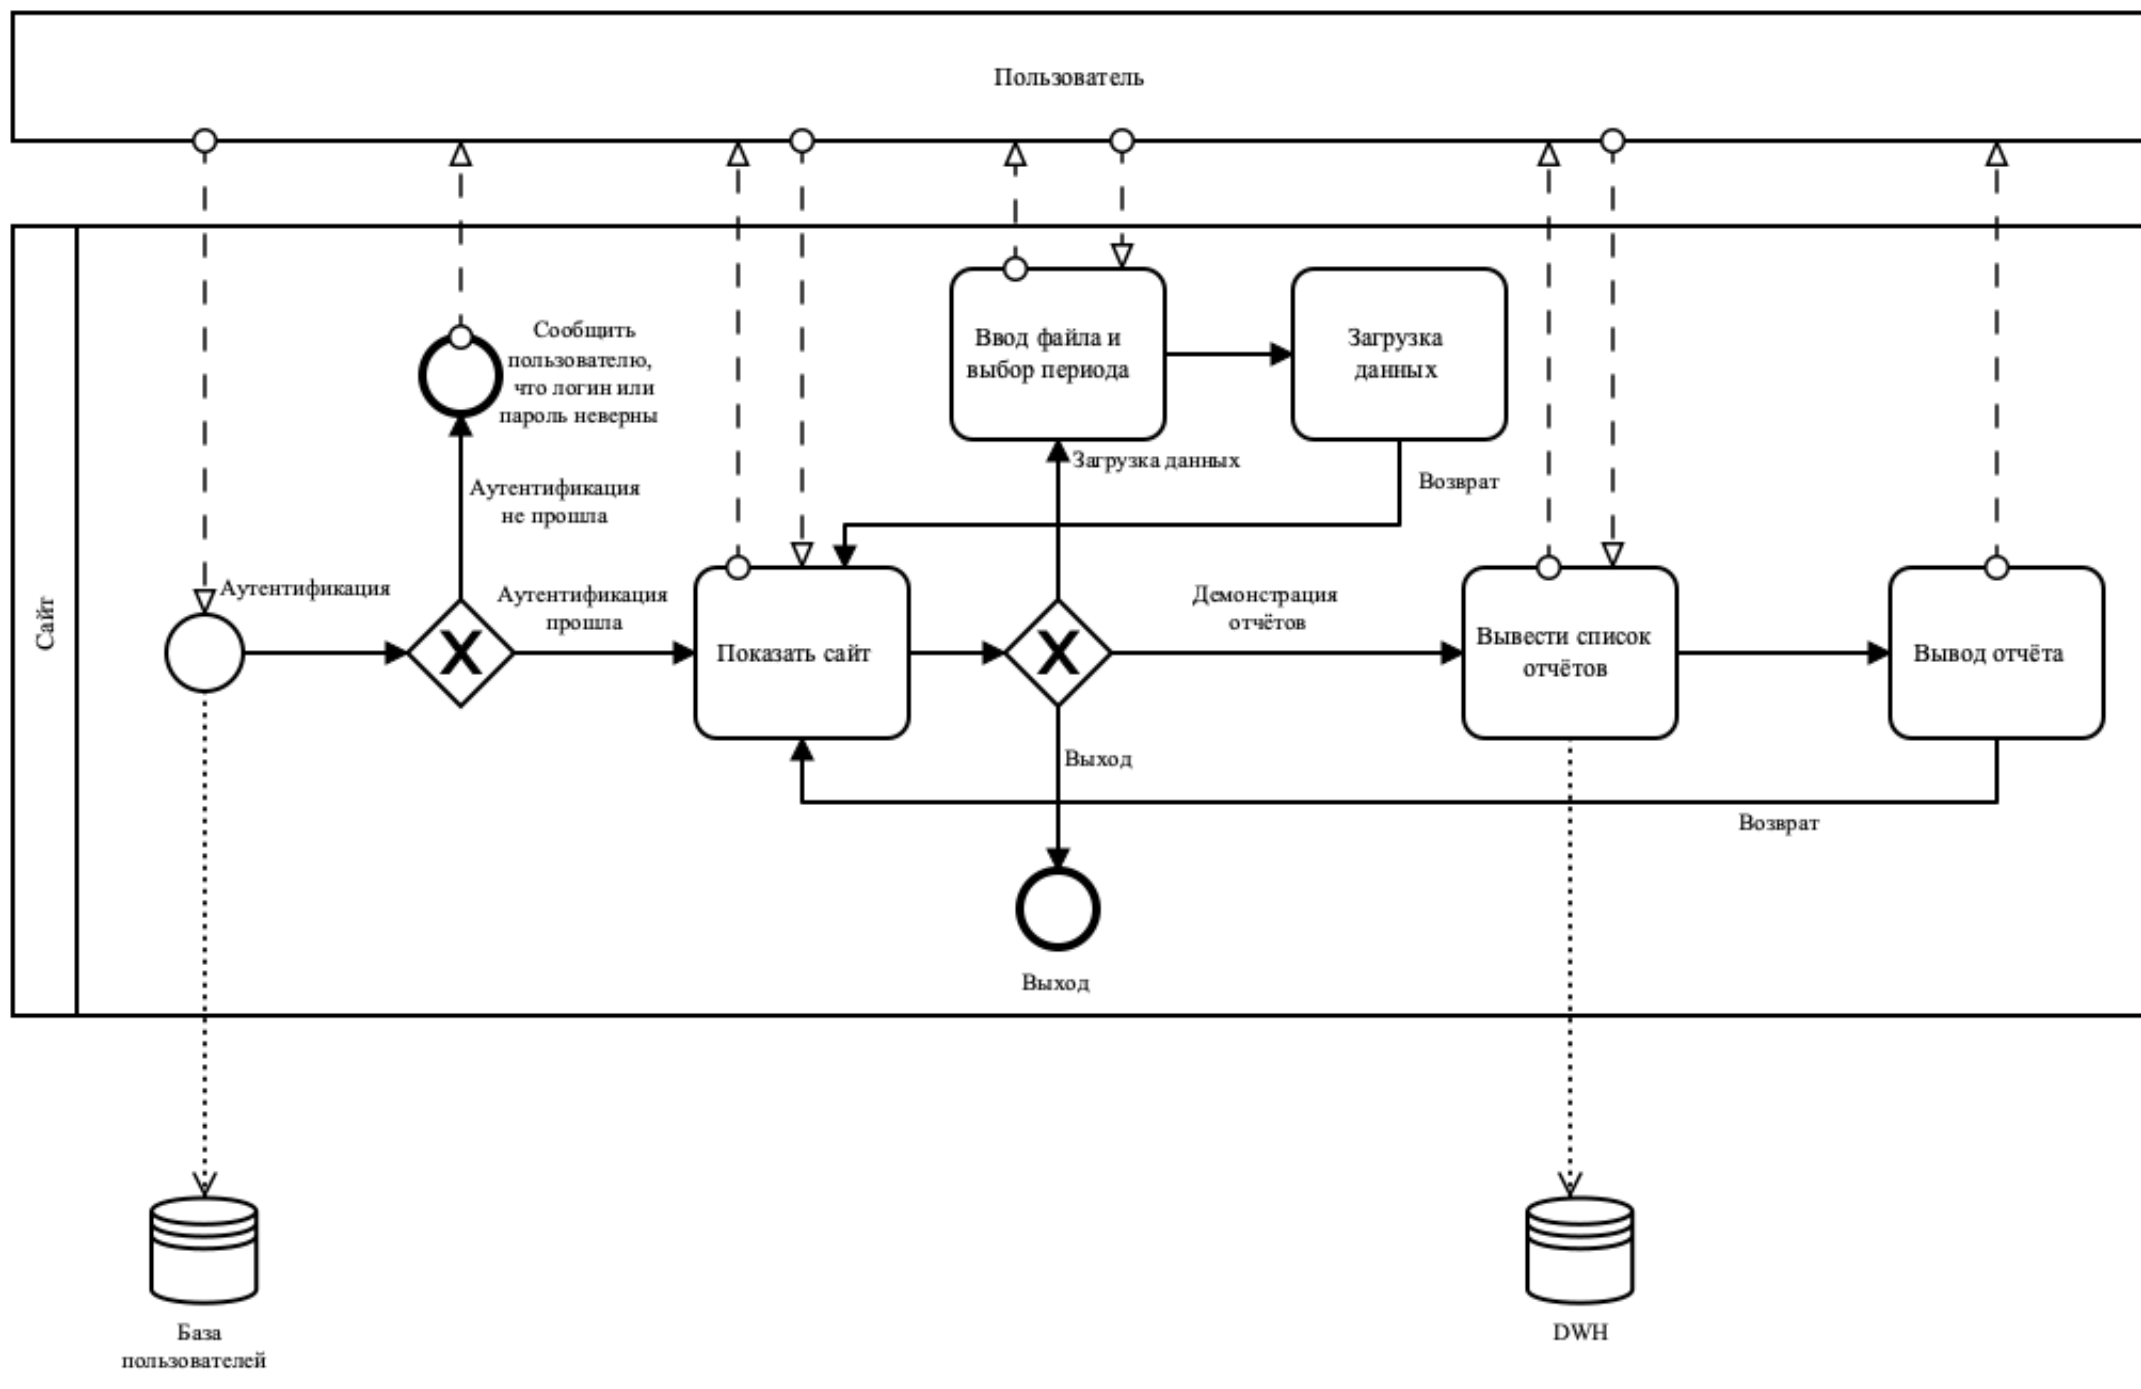 Пользователь
Сайт
Сообщить
пользователю,
что логин или
пароль неверны
Ввод файла и
выбор периода
Загрузка
данных
Загрузка данных
Возврат
Аутентификация
не прошла
Аутентификация
Аутентификация
прошла
Показать сайт
Демонстрация
отчётов
Вывести список
отчётов
Вывод отчёта
Выход
Возврат
Выход
База
пользователей
DWH